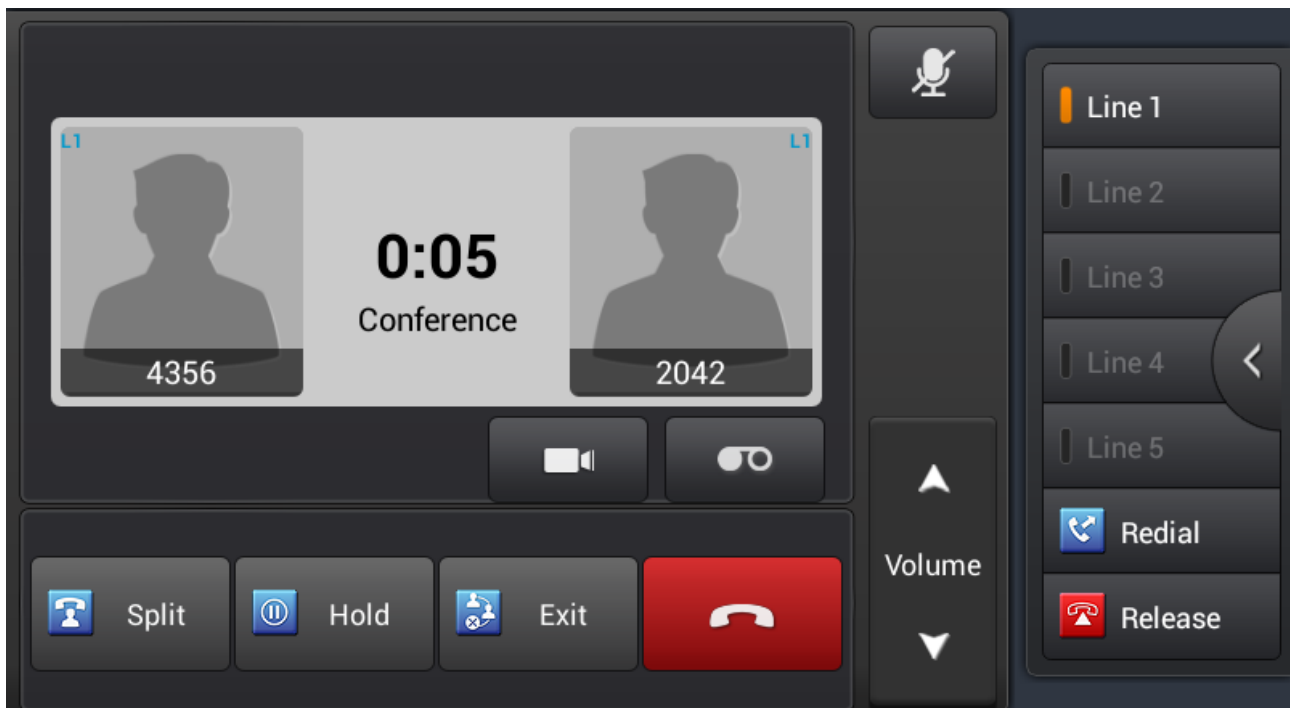 L1
L1
0:05
Conference
4356
2042
Split
Hold
Exit
Volume
Line 1
Line 2
Line 3
Line 4
Line 5
Redial
Release